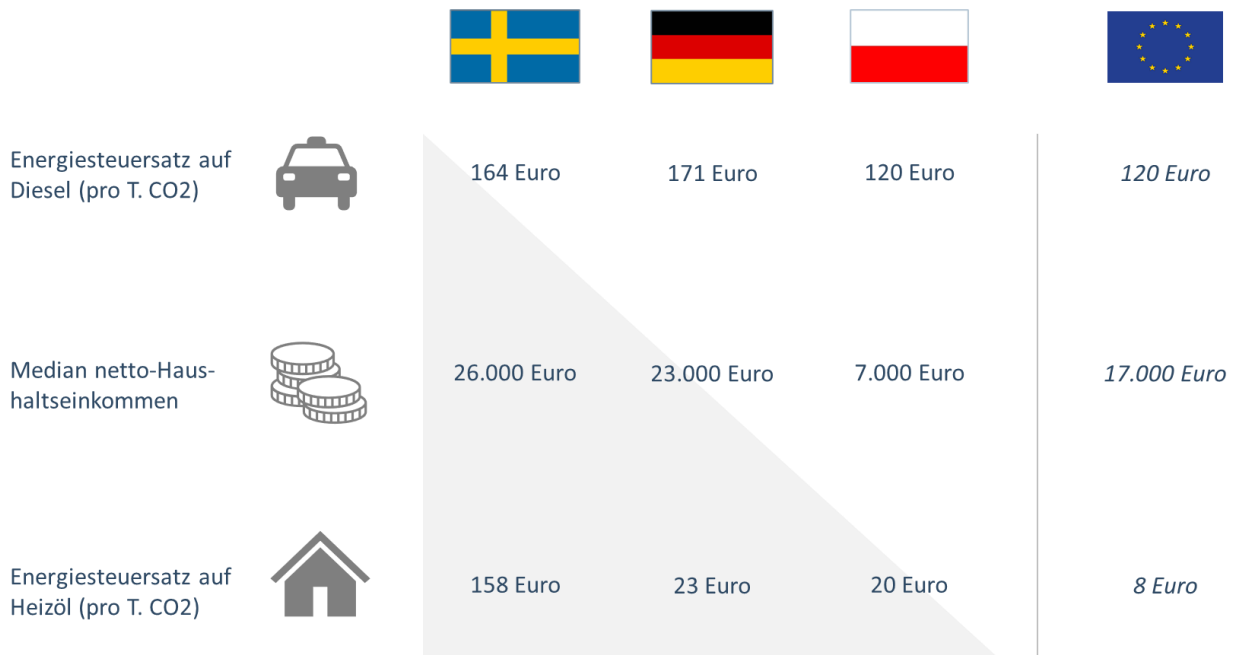 Energiesteuersatz auf
Diesel (pro T. CO2)
164 Euro
171 Euro
120 Euro
120 Euro
Median netto-Haus-
haltseinkommen
26.000 Euro
23.000 Euro
7.000 Euro
17.000 Euro
Energiesteuersatz auf
Heizöl (pro T. CO2)
158 Euro
23 Euro
20 Euro
8 Euro